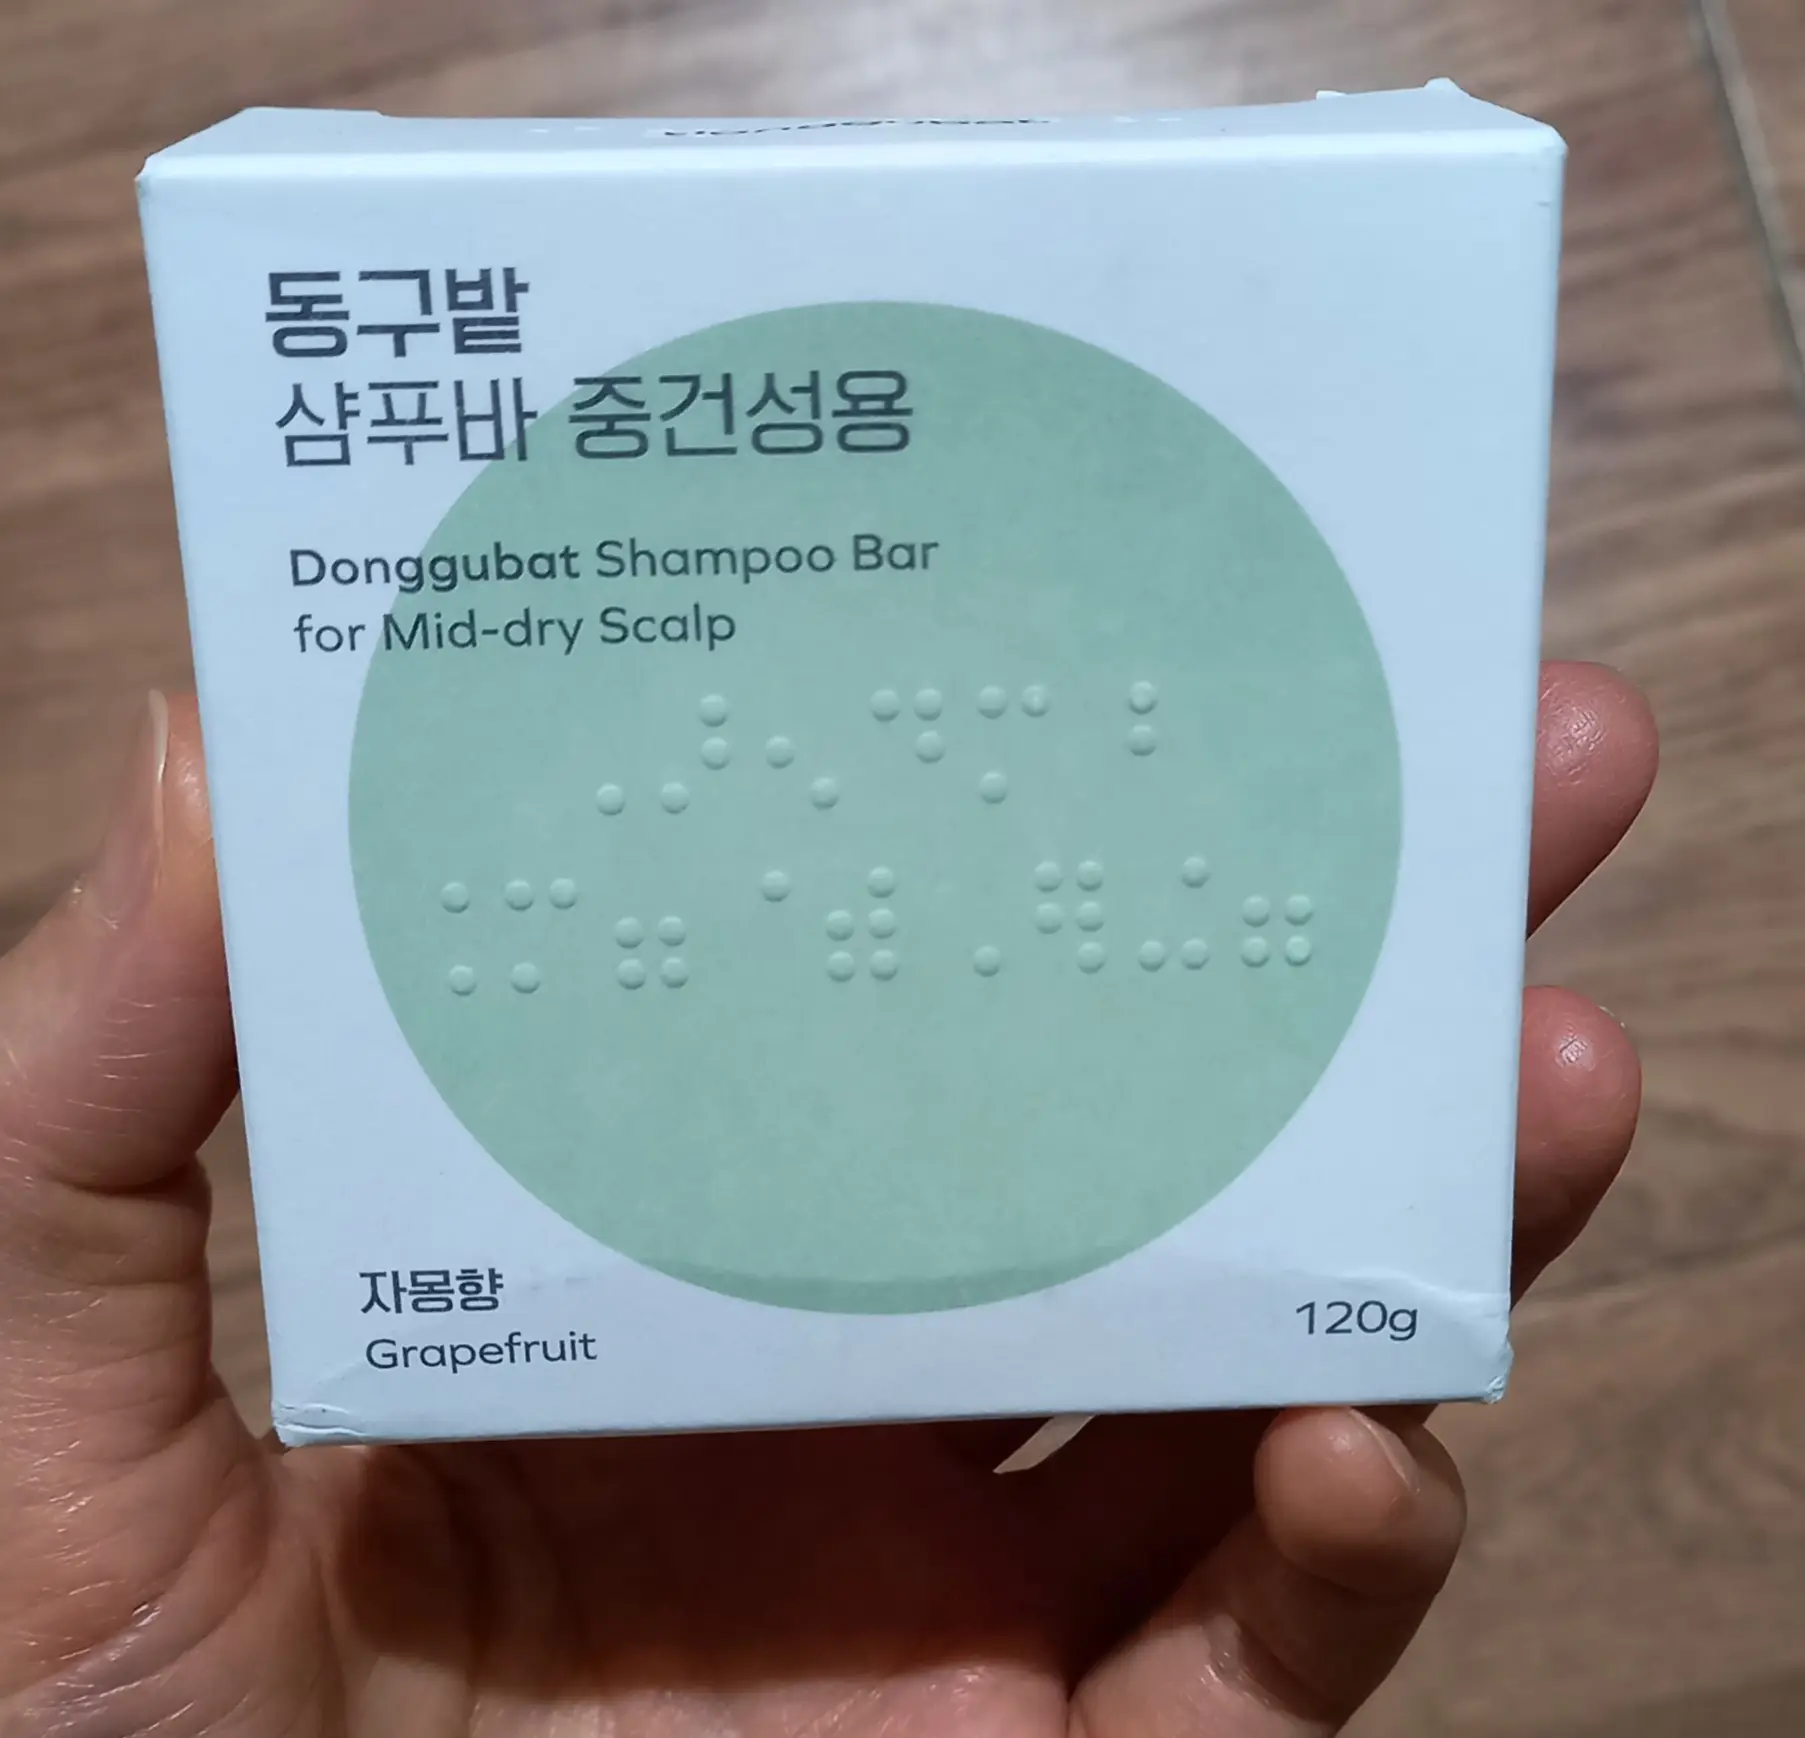 동구밭
샴푸바 중건성용
Donggubat Shampoo Bar
for Mid-dry Scalp
⠠⠜⠢⠙⠍⠘
⠨⠍⠶⠈⠾⠠⠻⠬⠶
자몽향
Grapefruit
120g